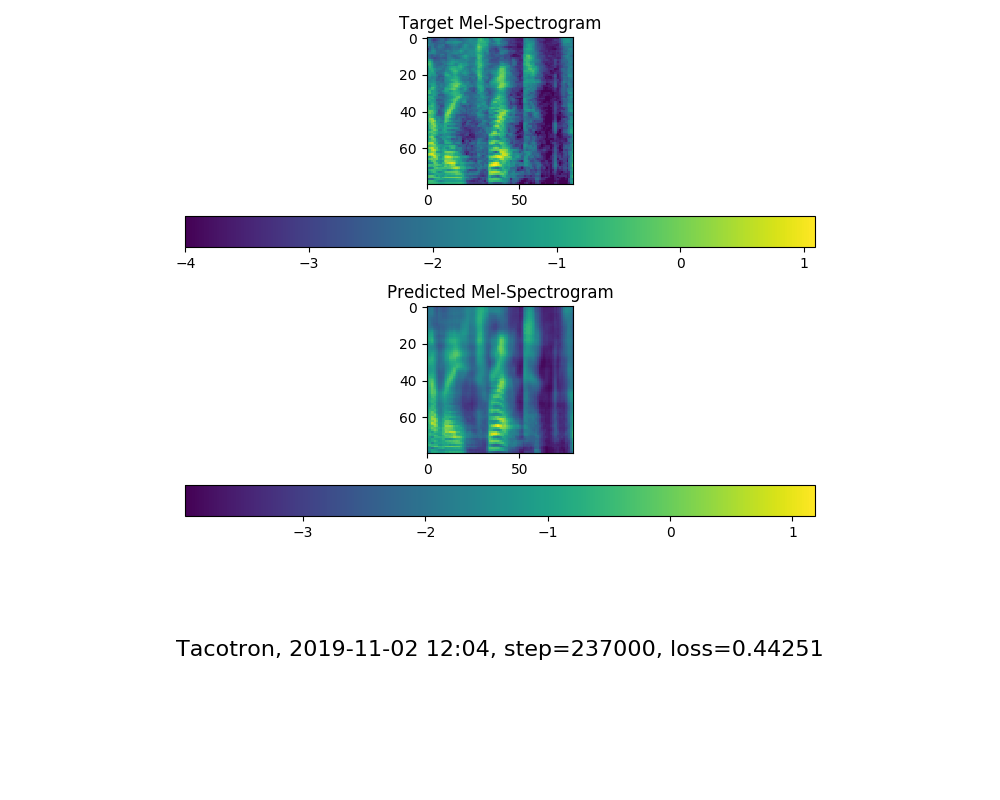 Target Mel-Spectrogram
0
20
40
60
0 50
−4 −3 −2 −1 0 1
Predicted Mel-Spectrogram
0
20
40
60
0 50
−3 −2 −1 0 1
Tacotron, 2019-11-02 12:04, step=237000, loss=0.44251